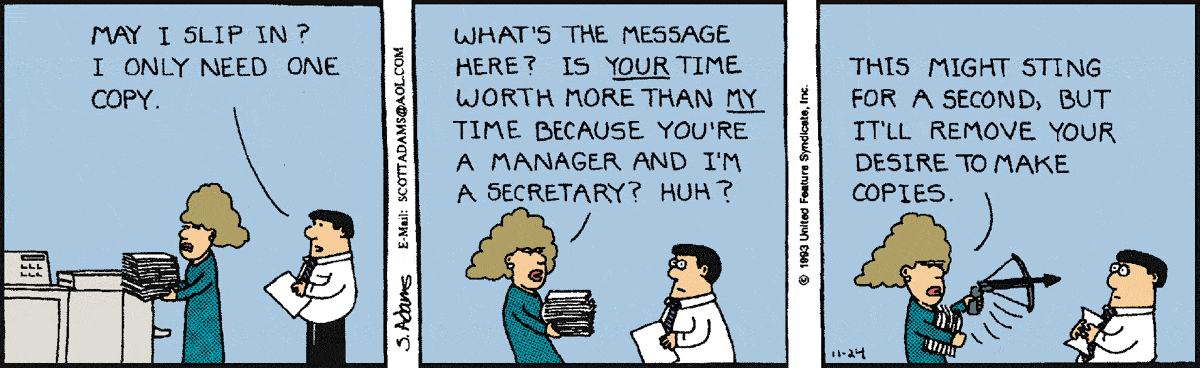 MAY I SLIP IN?
I ONLY NEED ONE
COPY.
S. Adams
E-Mail: SCOTTADAMS@AOL.COM
WHAT'S THE MESSAGE
HERE? IS YOUR TIME
WORTH MORE THAN MY
TIME BECAUSE YOU'RE
A MANAGER AND I'M
A SECRETARY? HUH?
© 1993 United Feature Syndicate, Inc.
THIS MIGHT STING
FOR A SECOND, BUT
IT'LL REMOVE YOUR
DESIRE TO MAKE
COPIES.
11-24